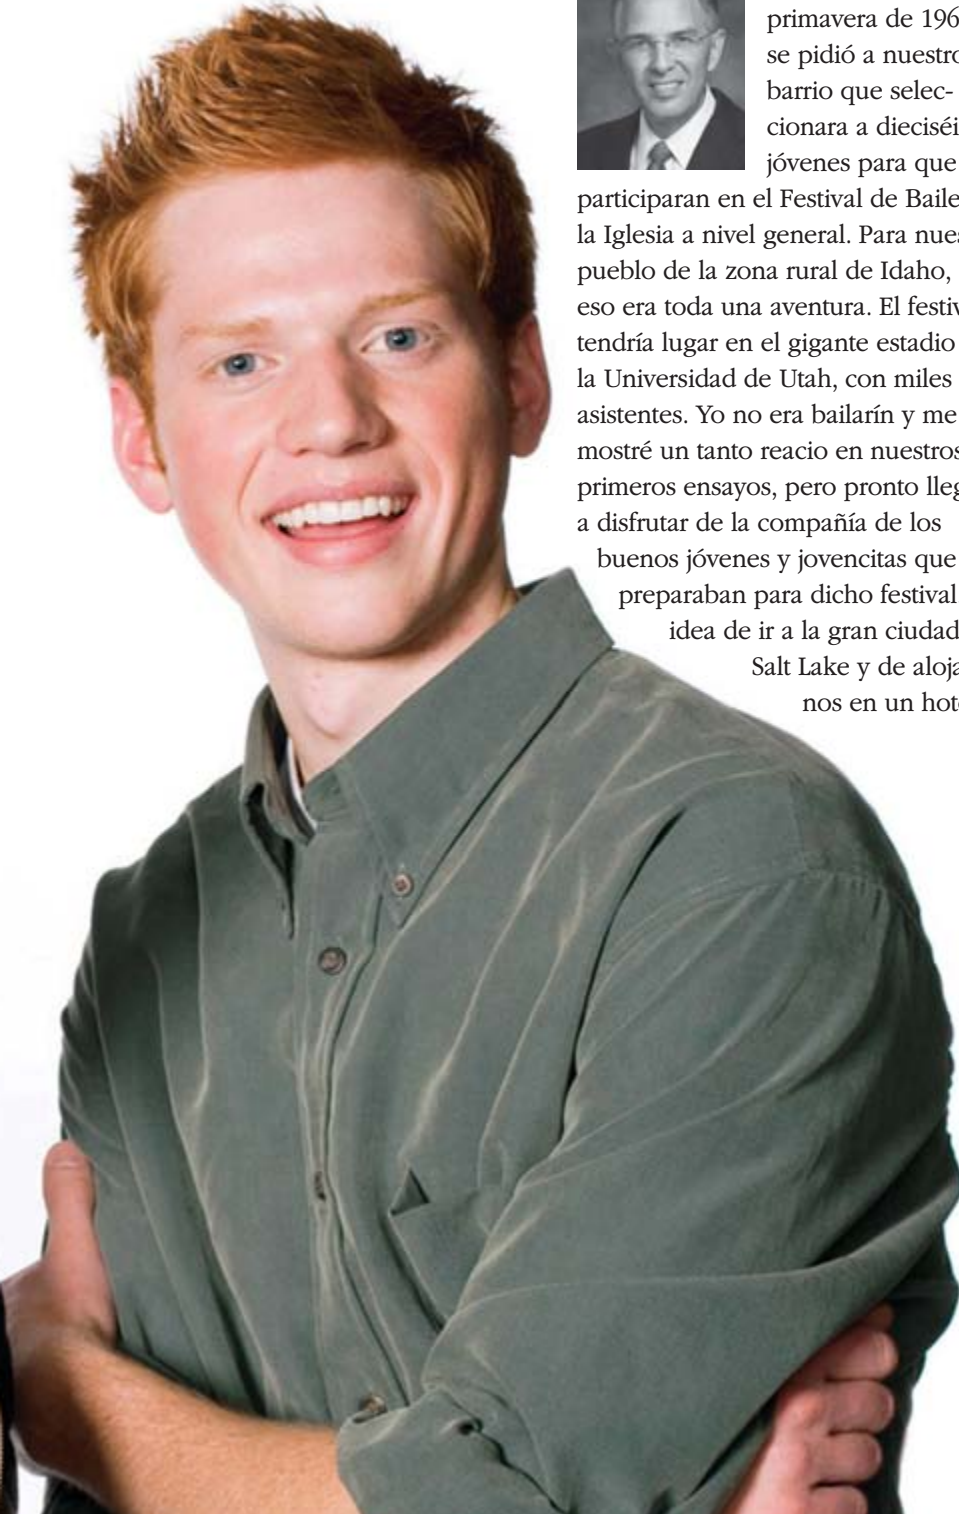 primavera de 196
se pidió a nuestro
barrio que selec-
cionara a dieciséi
jóvenes para que
participaran en el Festival de Baile
la Iglesia a nivel general. Para nues
pueblo de la zona rural de Idaho,
eso era toda una aventura. El festiv
tendría lugar en el gigante estadio
la Universidad de Utah, con miles
asistentes. Yo no era bailarín y me
mostré un tanto reacio en nuestros
primeros ensayos, pero pronto lleg
a disfrutar de la compañía de los
buenos jóvenes y jovencitas que
preparaban para dicho festival
idea de ir a la gran ciudad
Salt Lake y de aloja
nos en un hote